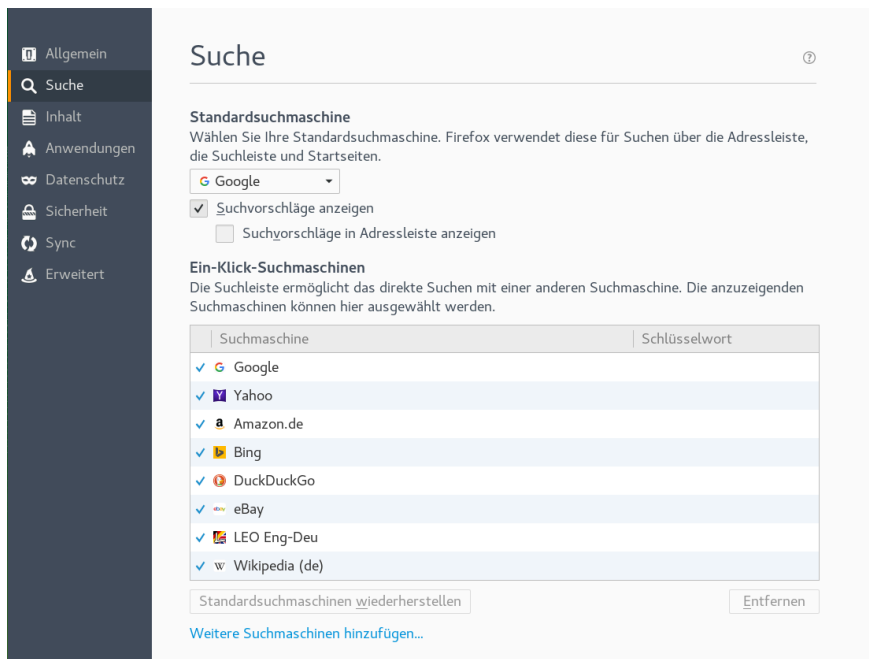 Allgemein
Suche
Inhalt
Anwendungen
Datenschutz
Sicherheit
Sync
Erweitert
Suche
Standardsuchmaschine
Wählen Sie Ihre Standardsuchmaschine. Firefox verwendet diese für Suchen über die Adressleiste,
die Suchleiste und Startseiten.
Google
Suchvorschläge anzeigen
Suchvorschläge in Adressleiste anzeigen
Ein-Klick-Suchmaschinen
Die Suchleiste ermöglicht das direkte Suchen mit einer anderen Suchmaschine. Die anzuzeigenden
Suchmaschinen können hier ausgewählt werden.
Suchmaschine Schlüsselwort
Google
Yahoo
Amazon.de
Bing
DuckDuckGo
eBay
LEO Eng-Deu
Wikipedia (de)
Standardsuchmaschinen wiederherstellen Entfernen
Weitere Suchmaschinen hinzufügen...